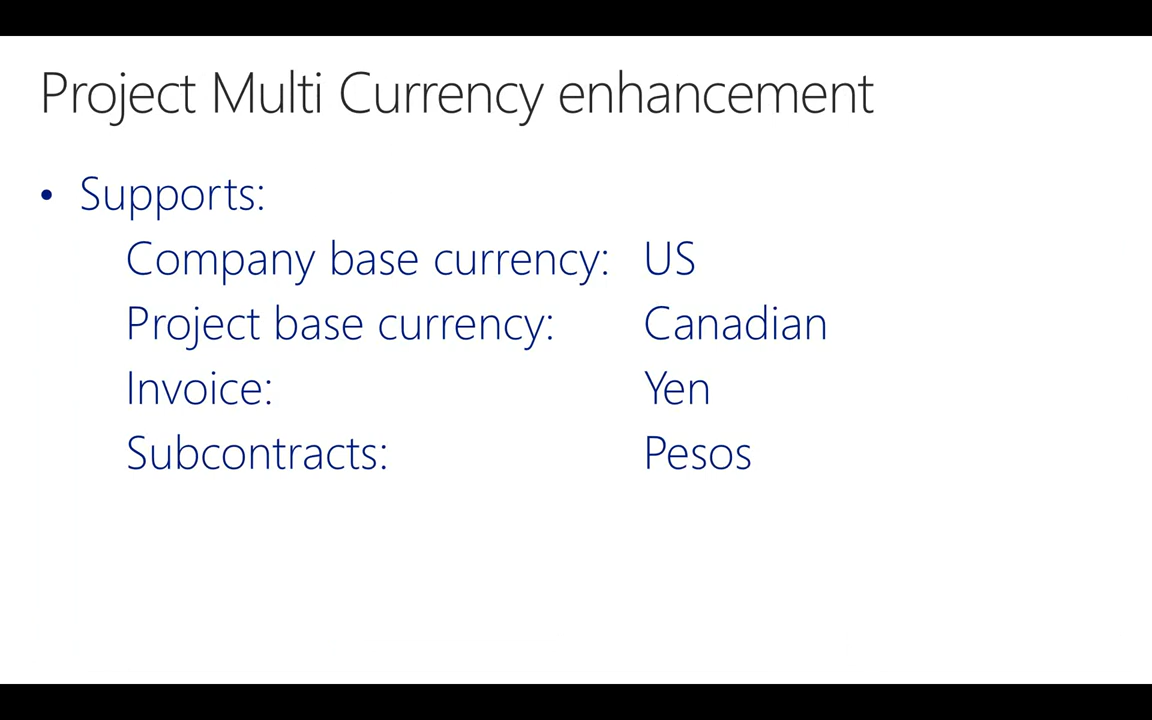 Project Multi Currency enhancement
• Supports:
Company base currency: US
Project base currency: Canadian
Invoice: Yen
Subcontracts: Pesos